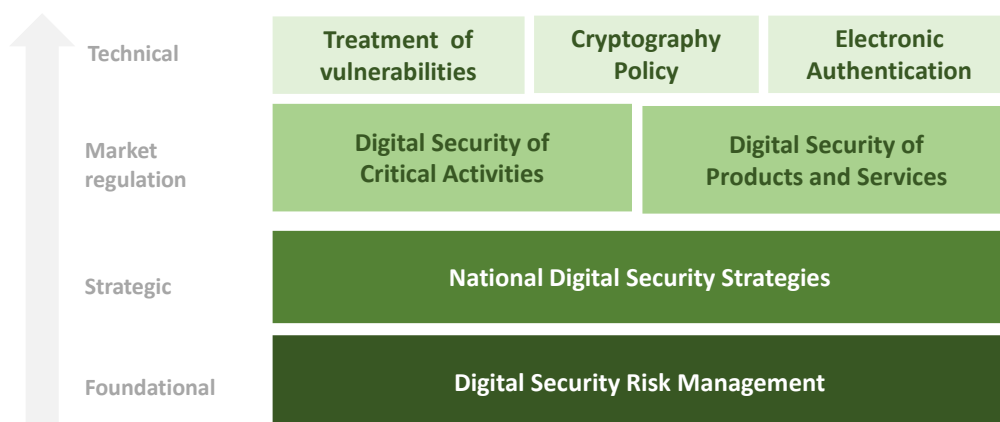 Technical
Treatment of
vulnerabilities
Cryptography
Policy
Electronic
Authentication
Market
regulation
Digital Security of
Critical Activities
Digital Security of
Products and Services
Strategic
National Digital Security Strategies
Foundational
Digital Security Risk Management